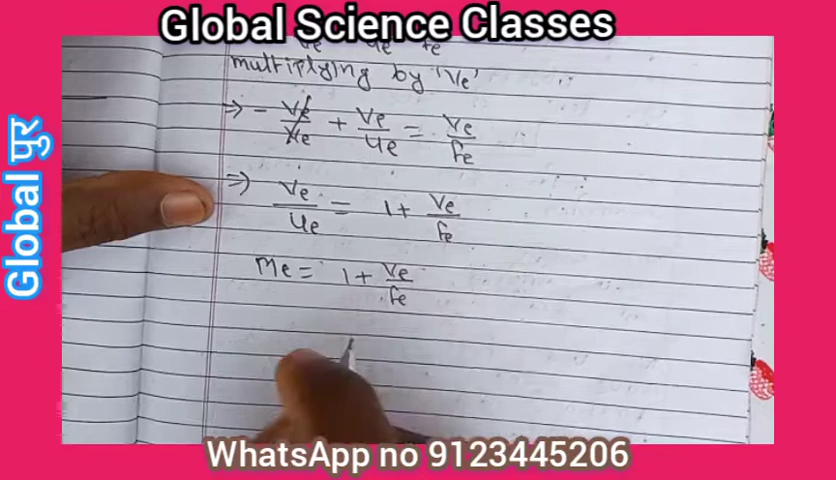 Global Science Classes
multiplying by 'Ve'
⇒ - Ve/Ve + Ve/ue = Ve/fe
⇒ Ve/ue = 1 + Ve/fe
Me = 1 + Ve/fe
Global पुर
WhatsApp no 9123445206